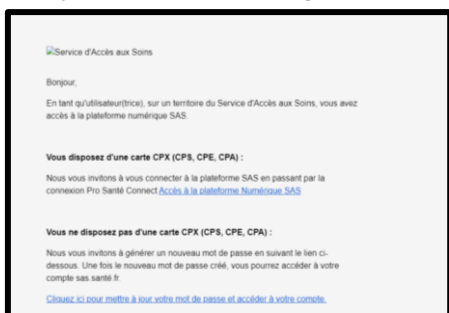 Service d'Accès aux Soins
Bonjour,
En tant qu'utilisateur(trice), sur un territoire du Service d'Accès aux Soins, vous avez
accès à la plateforme numérique SAS.
Vous disposez d'une carte CPX (CPS, CPE, CPA) :
Nous vous invitons à vous connecter à la plateforme SAS en passant par la
connexion Pro Santé Connect Accès à la plateforme Numérique SAS
Vous ne disposez pas d'une carte CPX (CPS, CPE, CPA) :
Nous vous invitons à générer un nouveau mot de passe en suivant le lien ci-
dessous. Une fois le nouveau mot de passe créé, vous pourrez accéder à votre
compte sas.santé.fr.
Cliquez ici pour mettre à jour votre mot de passe et accéder à votre compte.